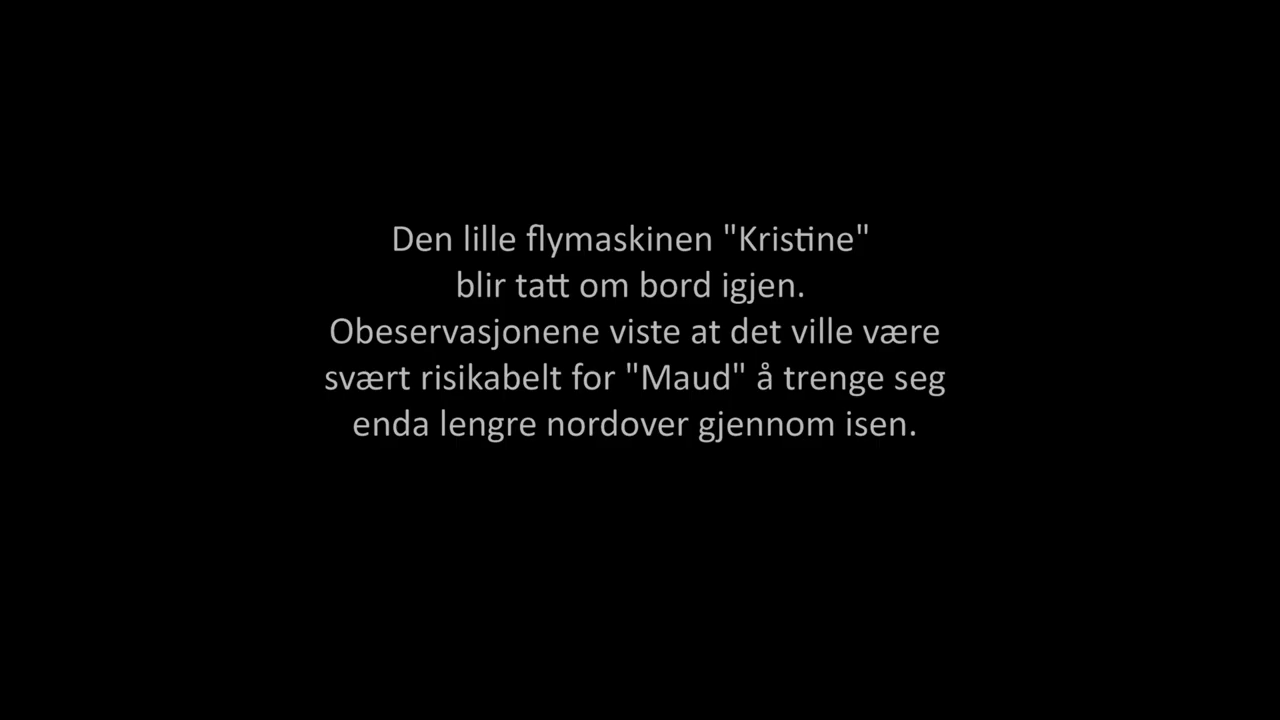 Den lille flymaskinen "Kristine"
blir tatt om bord igjen.
Obeservasjonene viste at det ville være
svært risikabelt for "Maud" å trenge seg
enda lengre nordover gjennom isen.